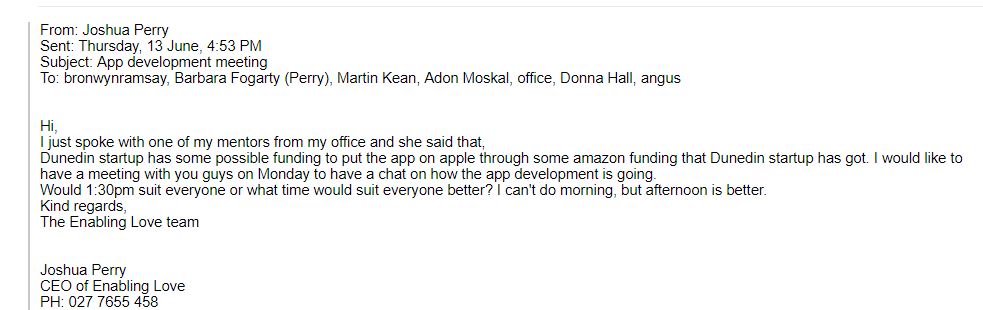 From: Joshua Perry
Sent: Thursday, 13 June, 4:53 PM
Subject: App development meeting
To: bronwynramsay, Barbara Fogarty (Perry), Martin Kean, Adon Moskal, office, Donna Hall, angus
Hi,
I just spoke with one of my mentors from my office and she said that,
Dunedin startup has some possible funding to put the app on apple through some amazon funding that Dunedin startup has got. I would like to
have a meeting with you guys on Monday to have a chat on how the app development is going.
Would 1:30pm suit everyone or what time would suit everyone better? I can't do morning, but afternoon is better.
Kind regards,
The Enabling Love team
Joshua Perry
CEO of Enabling Love
PH: 027 7655 458